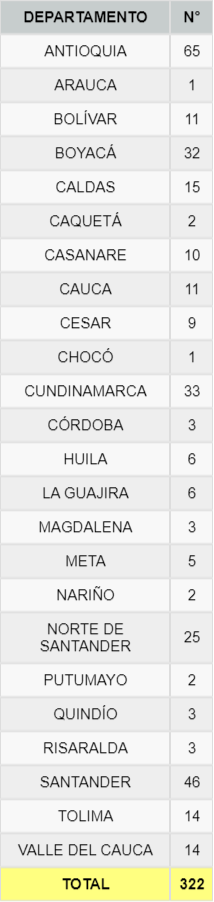 DEPARTAMENTO N°
ANTIOQUIA 65
ARAUCA 1
BOLÍVAR 11
BOYACÁ 32
CALDAS 15
CAQUETÁ 2
CASANARE 10
CAUCA 11
CESAR 9
CHOCÓ 1
CUNDINAMARCA 33
CÓRDOBA 3
HUILA 6
LA GUAJIRA 6
MAGDALENA 3
META 5
NARIÑO 2
NORTE DE
SANTANDER 25
PUTUMAYO 2
QUINDÍO 3
RISARALDA 3
SANTANDER 46
TOLIMA 14
VALLE DEL CAUCA 14
TOTAL 322